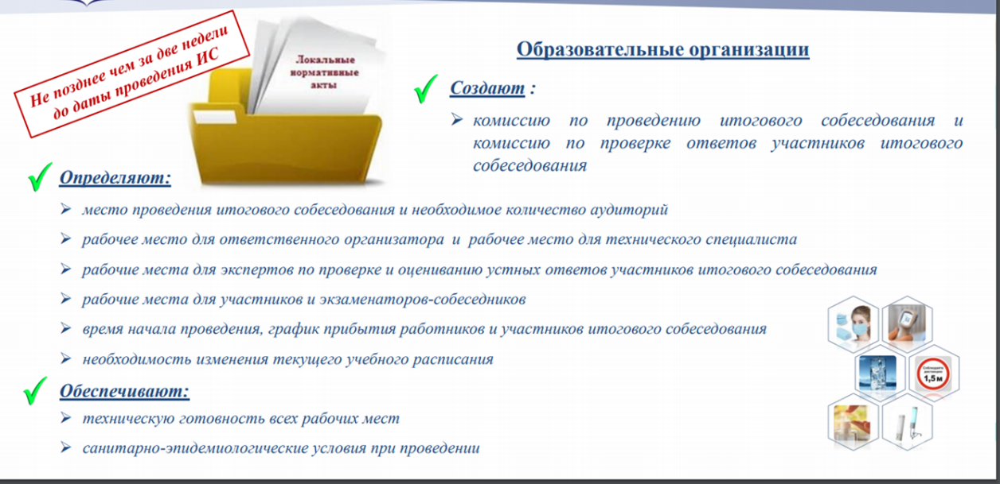 Не позднее чем за две недели
до даты проведения ИС
Локальные
нормативные
акты
Образовательные организации
Создают :
комиссию по проведению итогового собеседования и
комиссию по проверке ответов участников итогового
собеседования
Определяют:
место проведения итогового собеседования и необходимое количество аудиторий
рабочее место для ответственного организатора и рабочее место для технического специалиста
рабочие места для экспертов по проверке и оцениванию устных ответов участников итогового собеседования
рабочие места для участников и экзаменаторов-собеседников
время начала проведения, график прибытия работников и участников итогового собеседования
необходимость изменения текущего учебного расписания
Обеспечивают:
техническую готовность всех рабочих мест
санитарно-эпидемиологические условия при проведении
Соблюдайте
дистанцию
1,5 м